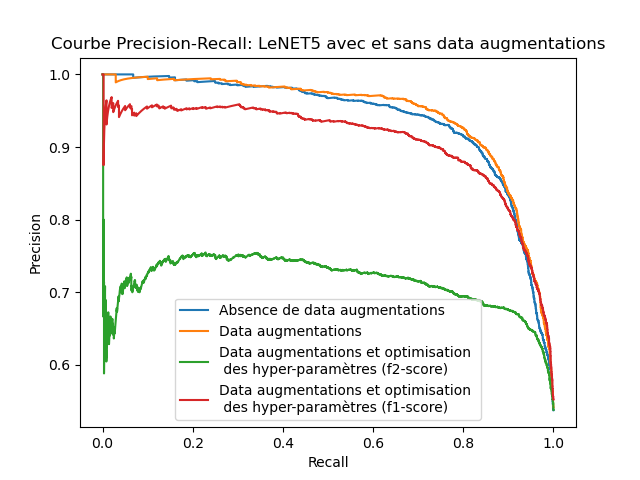 Courbe Precision-Recall: LeNET5 avec et sans data augmentations
1.0
0.9
0.8
0.7
0.6
Precision
Absence de data augmentations
Data augmentations
Data augmentations et optimisation
des hyper-paramètres (f2-score)
Data augmentations et optimisation
des hyper-paramètres (f1-score)
0.0 0.2 0.4 0.6 0.8 1.0
Recall